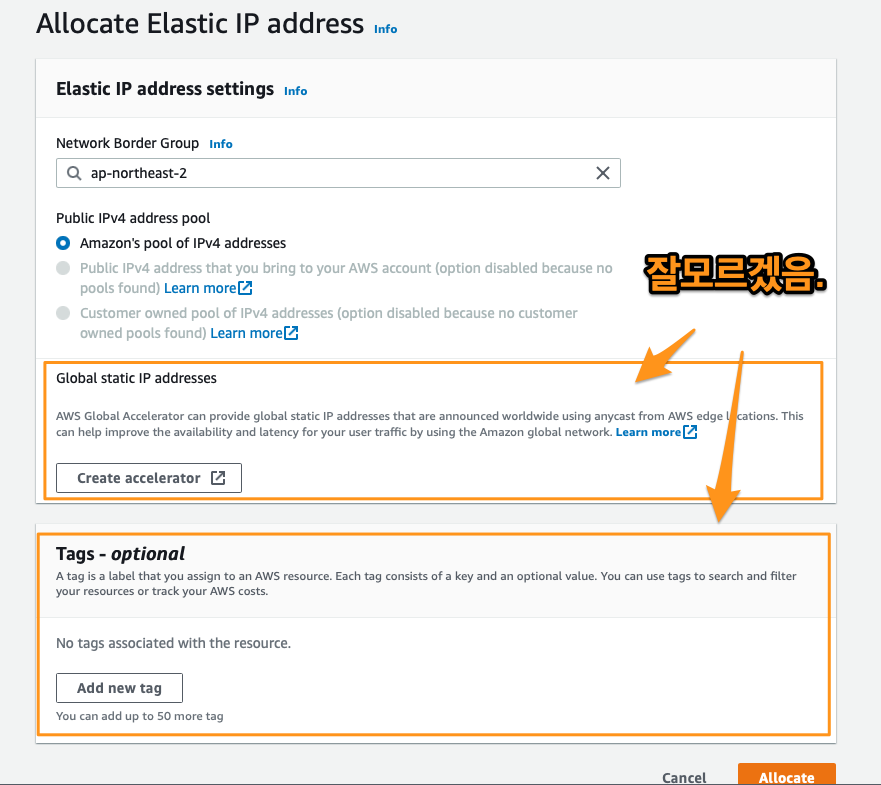 Allocate Elastic IP address Info
Elastic IP address settings Info
Network Border Group Info
ap-northeast-2
Public IPv4 address pool
Amazon's pool of IPv4 addresses
Public IPv4 address that you bring to your AWS account (option disabled because no
pools found) Learn more
Customer owned pool of IPv4 addresses (option disabled because no customer
owned pools found) Learn more
잘모르겠음.
Global static IP addresses
AWS Global Accelerator can provide global static IP addresses that are announced worldwide using anycast from AWS edge locations. This
can help improve the availability and latency for your user traffic by using the Amazon global network. Learn more
Create accelerator
Tags - optional
A tag is a label that you assign to an AWS resource. Each tag consists of a key and an optional value. You can use tags to search and filter
your resources or track your AWS costs.
No tags associated with the resource.
Add new tag
You can add up to 50 more tag
Cancel Allocate